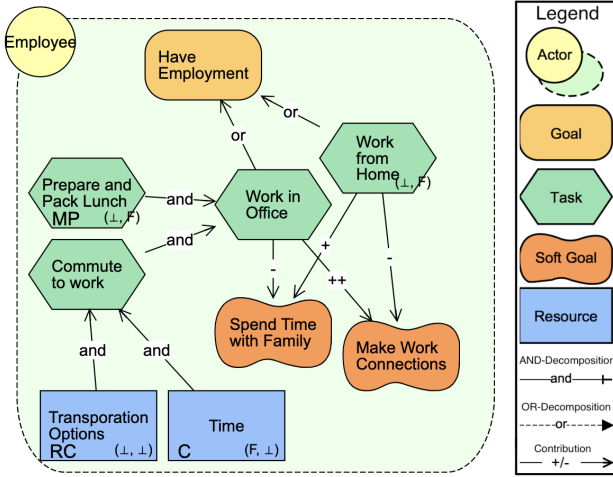 Employee
Have
Employment
or
or
Work
from
Home
(⊥, F)
Prepare and
Pack Lunch
MP
(⊥, F)
and
Work in
Office
and
Commute
to work
-
+
++
-
Spend Time
with Family
Make Work
Connections
and
and
Transporation
Options
RC
(⊥, ⊥)
Time
C
(F, ⊥)
Legend
Actor
Goal
Task
Soft Goal
Resource
AND-Decomposition
and
OR-Decomposition
or
Contribution
+/-